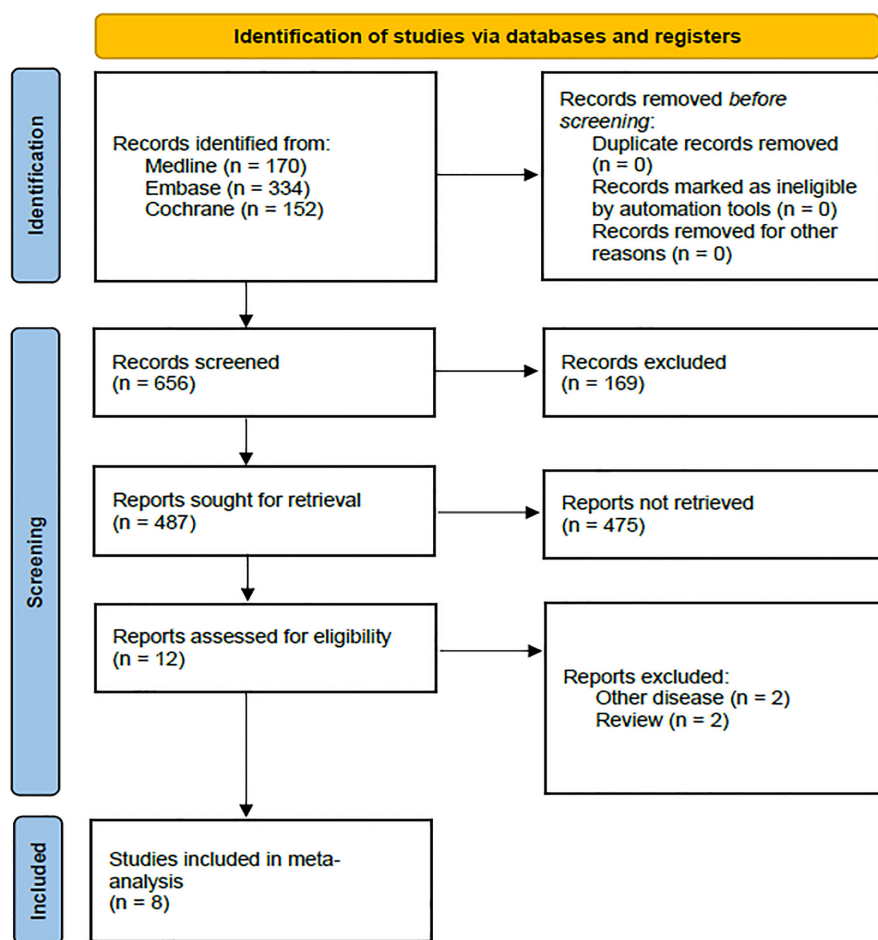 Identification of studies via databases and registers
Identification
Records identified from:
Medline (n = 170)
Embase (n = 334)
Cochrane (n = 152)
Records removed before
screening:
Duplicate records removed
(n = 0)
Records marked as ineligible
by automation tools (n = 0)
Records removed for other
reasons (n = 0)
Screening
Records screened
(n = 656)
Records excluded
(n = 169)
Reports sought for retrieval
(n = 487)
Reports not retrieved
(n = 475)
Reports assessed for eligibility
(n = 12)
Reports excluded:
Other disease (n = 2)
Review (n = 2)
Included
Studies included in meta-
analysis
(n = 8)